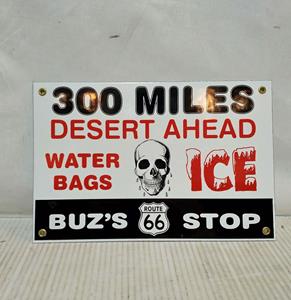 300 MILES
DESERT AHEAD
WATER BAGS
ICE
BUZ'S ROUTE 66 STOP